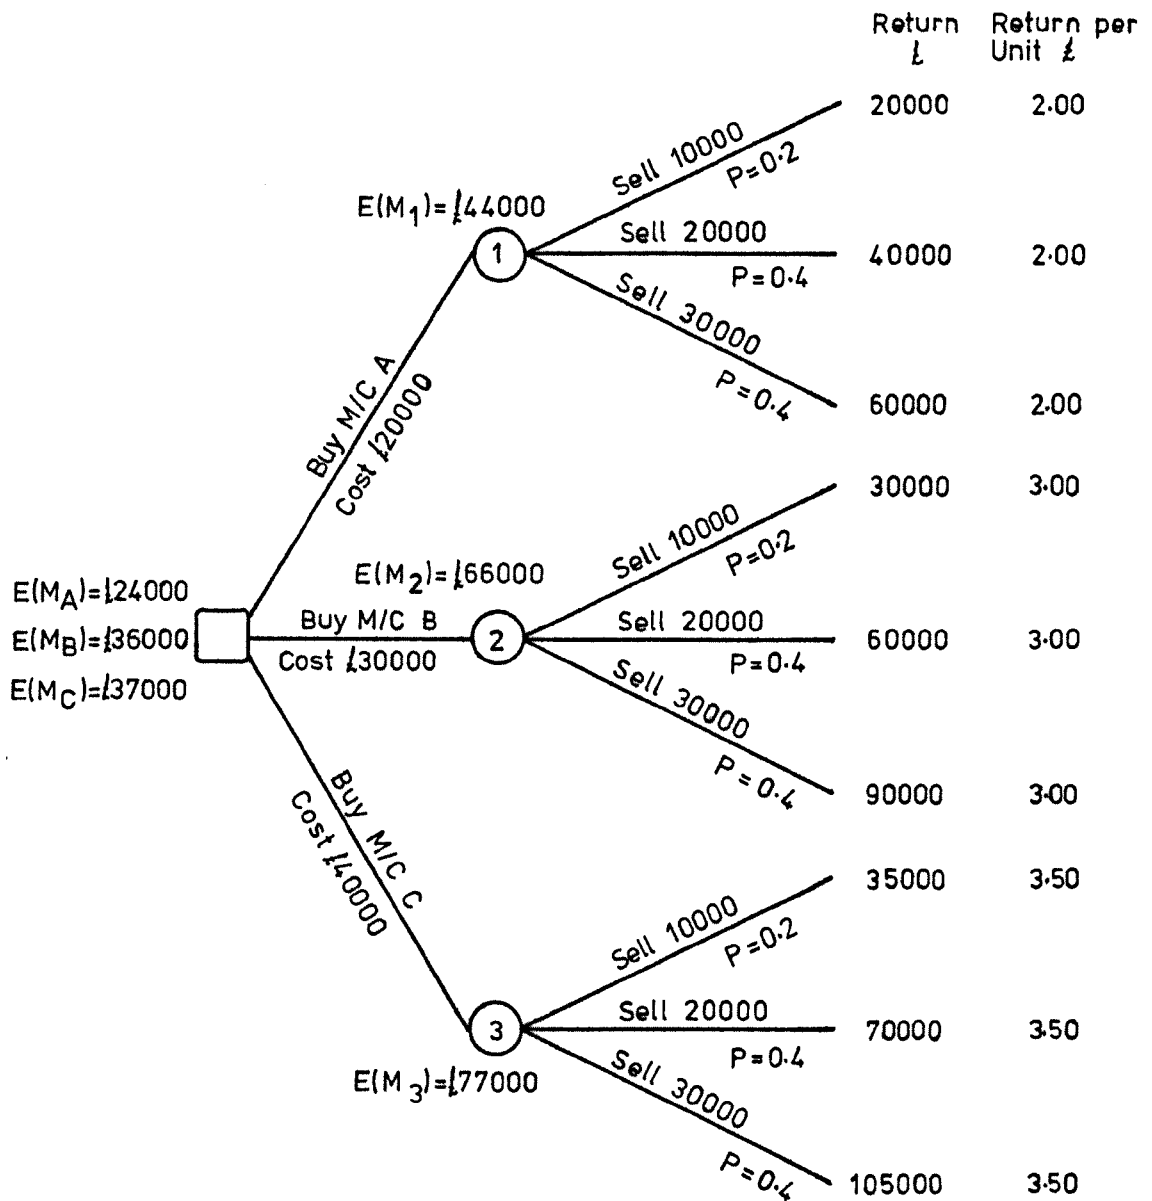 Return £
Return per Unit £
Sell 10000
P=0.2
20000
2.00
E(M1)=£44000
1
Sell 20000
P=0.4
40000
2.00
Sell 30000
P=0.4
60000
2.00
Buy M/C A
Cost £20000
Sell 10000
P=0.2
30000
3.00
E(MA)=£24000
E(MB)=£36000
E(MC)=£37000
E(M2)=£66000
Buy M/C B
Cost £30000
2
Sell 20000
P=0.4
60000
3.00
Sell 30000
P=0.4
90000
3.00
Buy M/C C
Cost £40000
Sell 10000
P=0.2
35000
3.50
3
E(M3)=£77000
Sell 20000
P=0.4
70000
3.50
Sell 30000
P=0.4
105000
3.50